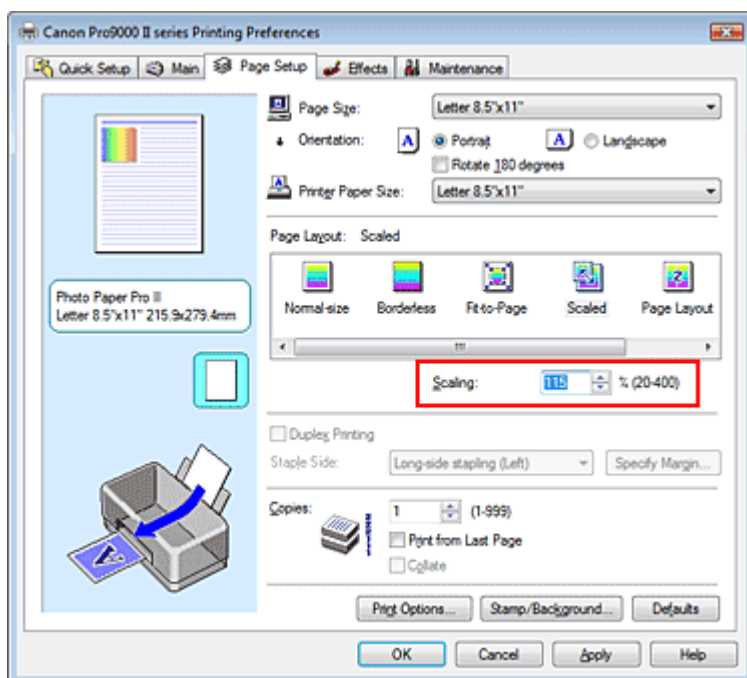 Canon Pro9000 II series Printing Preferences
Quick Setup Main Page Setup Effects Maintenance
Page Size: Letter 8.5"x11"
Orientation: A Portrait A Landscape
Rotate 180 degrees
Printer Paper Size: Letter 8.5"x11"
Page Layout: Scaled
Normal-size Borderless Fit-to-Page Scaled Page Layout
Photo Paper Pro II
Letter 8.5"x11" 215.9x279.4mm
Scaling: 115 % (20-400)
Duplex Printing
Staple Side: Long-side stapling (Left) Specify Margin...
Copies: 1 (1-999)
Print from Last Page
Collate
A
Print Options... Stamp/Background... Defaults
OK Cancel Apply Help